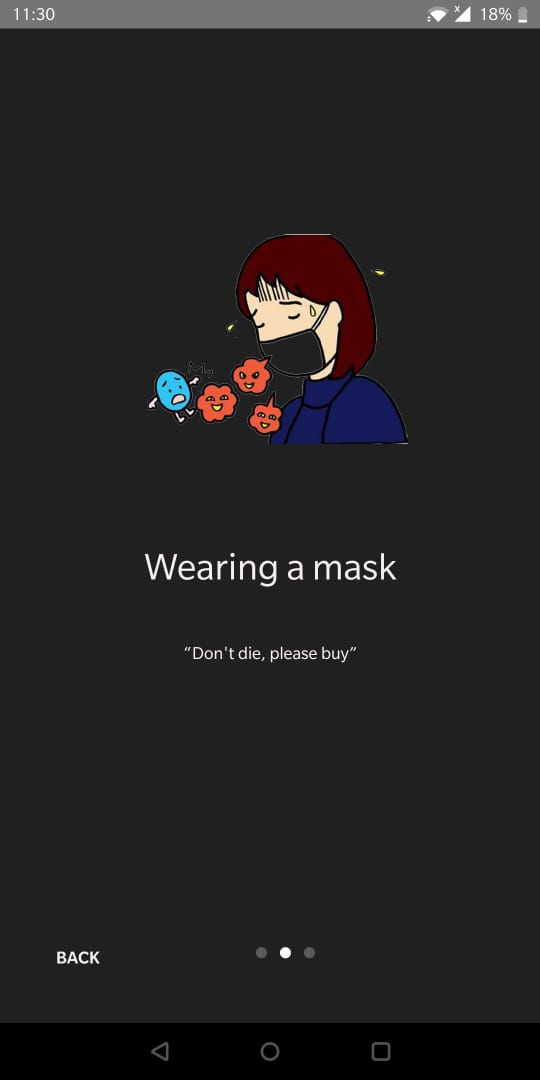 11:30
18%
Wearing a mask
“Don't die, please buy”
BACK